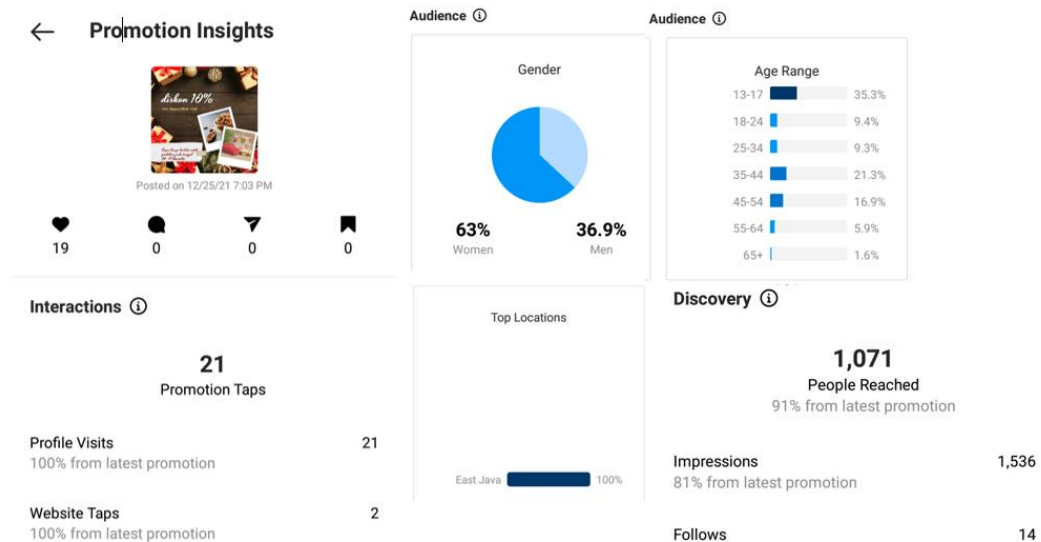 Promotion Insights
diskon 10%
Posted on 12/25/21 7:03 PM
19
0
0
0
Interactions
21
Promotion Taps
Profile Visits 21
100% from latest promotion
Website Taps 2
100% from latest promotion
Audience
Gender
63%
Women
36.9%
Men
Top Locations
East Java 100%
Audience
Age Range
13-17 35.3%
18-24 9.4%
25-34 9.3%
35-44 21.3%
45-54 16.9%
55-64 5.9%
65+ 1.6%
Discovery
1,071
People Reached
91% from latest promotion
Impressions 1,536
81% from latest promotion
Follows 14